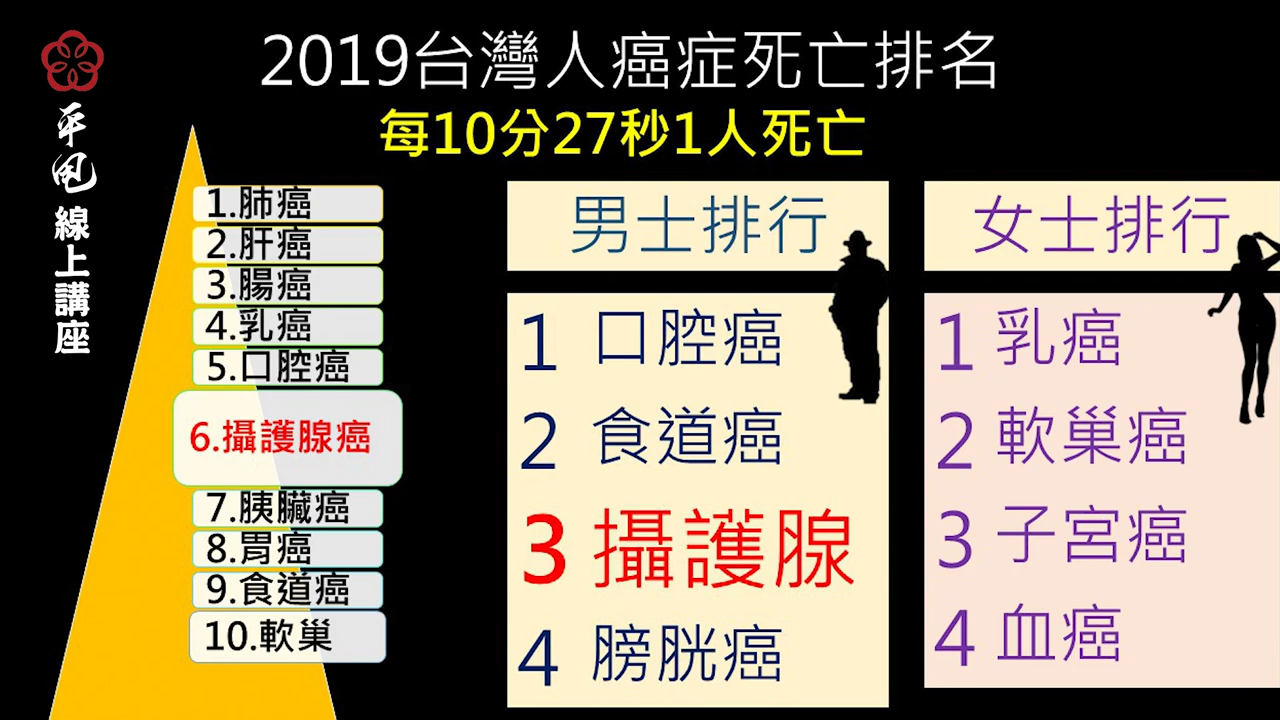 2019台灣人癌症死亡排名
每10分27秒1人死亡
平甩 線上講座
1.肺癌
2.肝癌
3.腸癌
4.乳癌
5.口腔癌
6.攝護腺癌
7.胰臟癌
8.胃癌
9.食道癌
10.軟巢
男士排行
1 口腔癌
2 食道癌
3 攝護腺
4 膀胱癌
女士排行
1 乳癌
2 軟巢癌
3 子宮癌
4 血癌